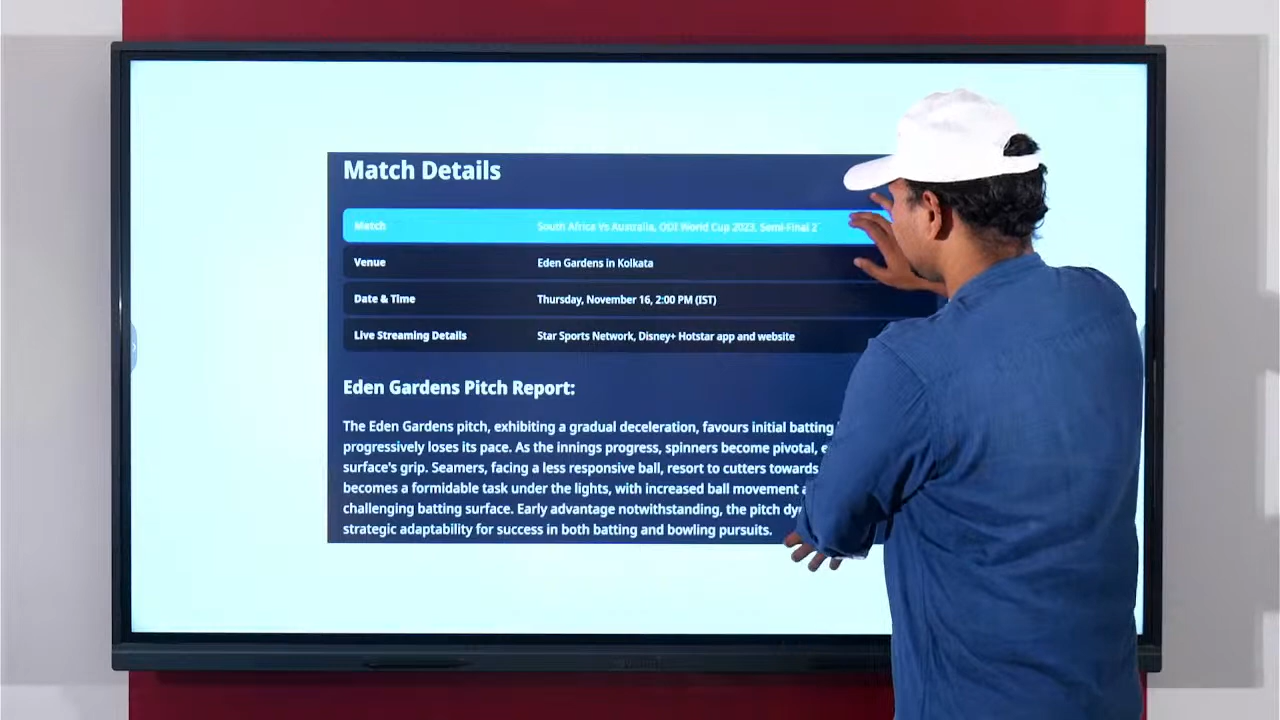 Match Details
Match South Africa Vs Australia, ODI World Cup 2023, Semi-Final 2
Venue Eden Gardens in Kolkata
Date & Time Thursday, November 16, 2:00 PM (IST)
Live Streaming Details Star Sports Network, Disney+ Hotstar app and website
Eden Gardens Pitch Report:
The Eden Gardens pitch, exhibiting a gradual deceleration, favours initial batting
progressively loses its pace. As the innings progress, spinners become pivotal,
surface's grip. Seamers, facing a less responsive ball, resort to cutters towards
becomes a formidable task under the lights, with increased ball movement
challenging batting surface. Early advantage notwithstanding, the pitch
strategic adaptability for success in both batting and bowling pursuits.